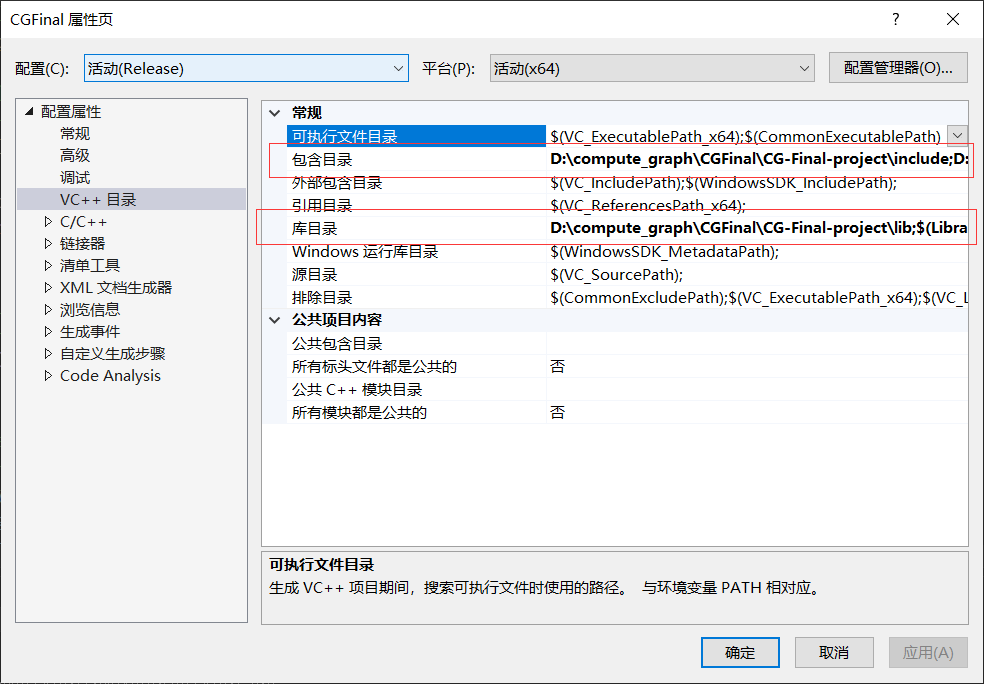 CGFinal 属性页
配置(C): 活动(Release) 平台(P): 活动(x64) 配置管理器(O)...
配置属性
常规
高级
调试
VC++ 目录
C/C++
链接器
清单工具
XML 文档生成器
浏览信息
生成事件
自定义生成步骤
Code Analysis
常规
可执行文件目录 $(VC_ExecutablePath_x64);$(CommonExecutablePath)
包含目录 D:\compute_graph\CGFinal\CG-Final-project\include;D:
外部包含目录 $(VC_IncludePath);$(WindowsSDK_IncludePath);
引用目录 $(VC_ReferencesPath_x64);
库目录 D:\compute_graph\CGFinal\CG-Final-project\lib;$(Libra
Windows 运行库目录 $(WindowsSDK_MetadataPath);
源目录 $(VC_SourcePath);
排除目录 $(CommonExcludePath);$(VC_ExecutablePath_x64);$(VC_L
公共项目内容
公共包含目录
所有标头文件都是公共的 否
公共 C++ 模块目录
所有模块都是公共的 否
可执行文件目录
生成 VC++ 项目期间，搜索可执行文件时使用的路径。 与环境变量 PATH 相对应。
确定 取消 应用(A)